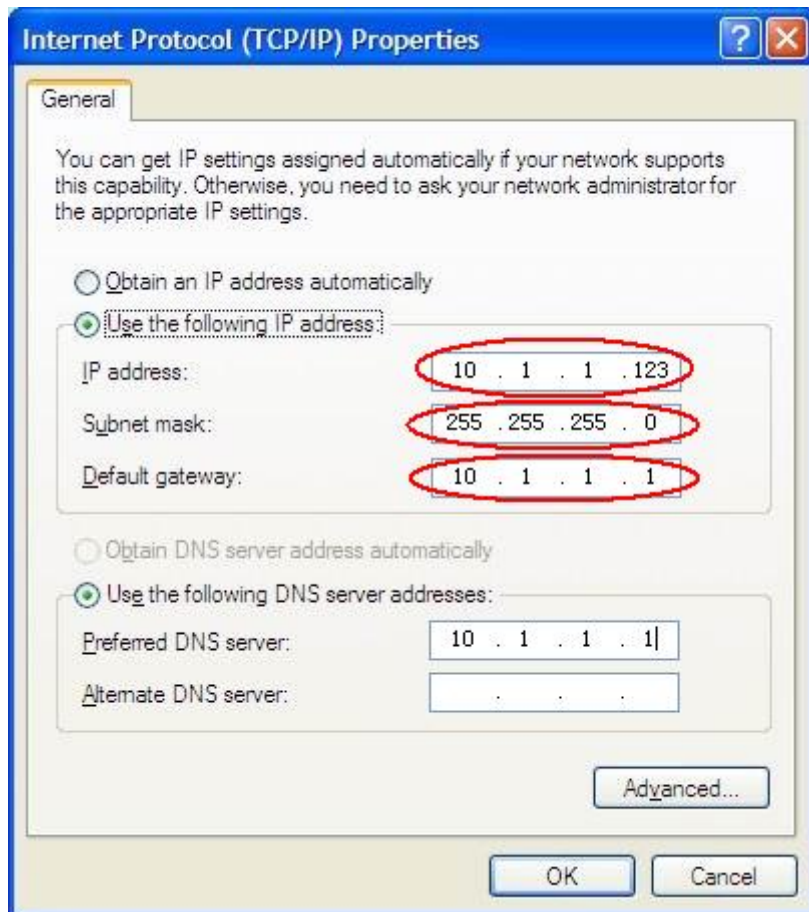 Internet Protocol (TCP/IP) Properties
General
You can get IP settings assigned automatically if your network supports
this capability. Otherwise, you need to ask your network administrator for
the appropriate IP settings.
Obtain an IP address automatically
Use the following IP address:
IP address: 10 . 1 . 1 .123
Subnet mask: 255 .255 .255 . 0
Default gateway: 10 . 1 . 1 . 1
Obtain DNS server address automatically
Use the following DNS server addresses:
Preferred DNS server: 10 . 1 . 1 . 1
Alternate DNS server: . . .
Advanced...
OK Cancel